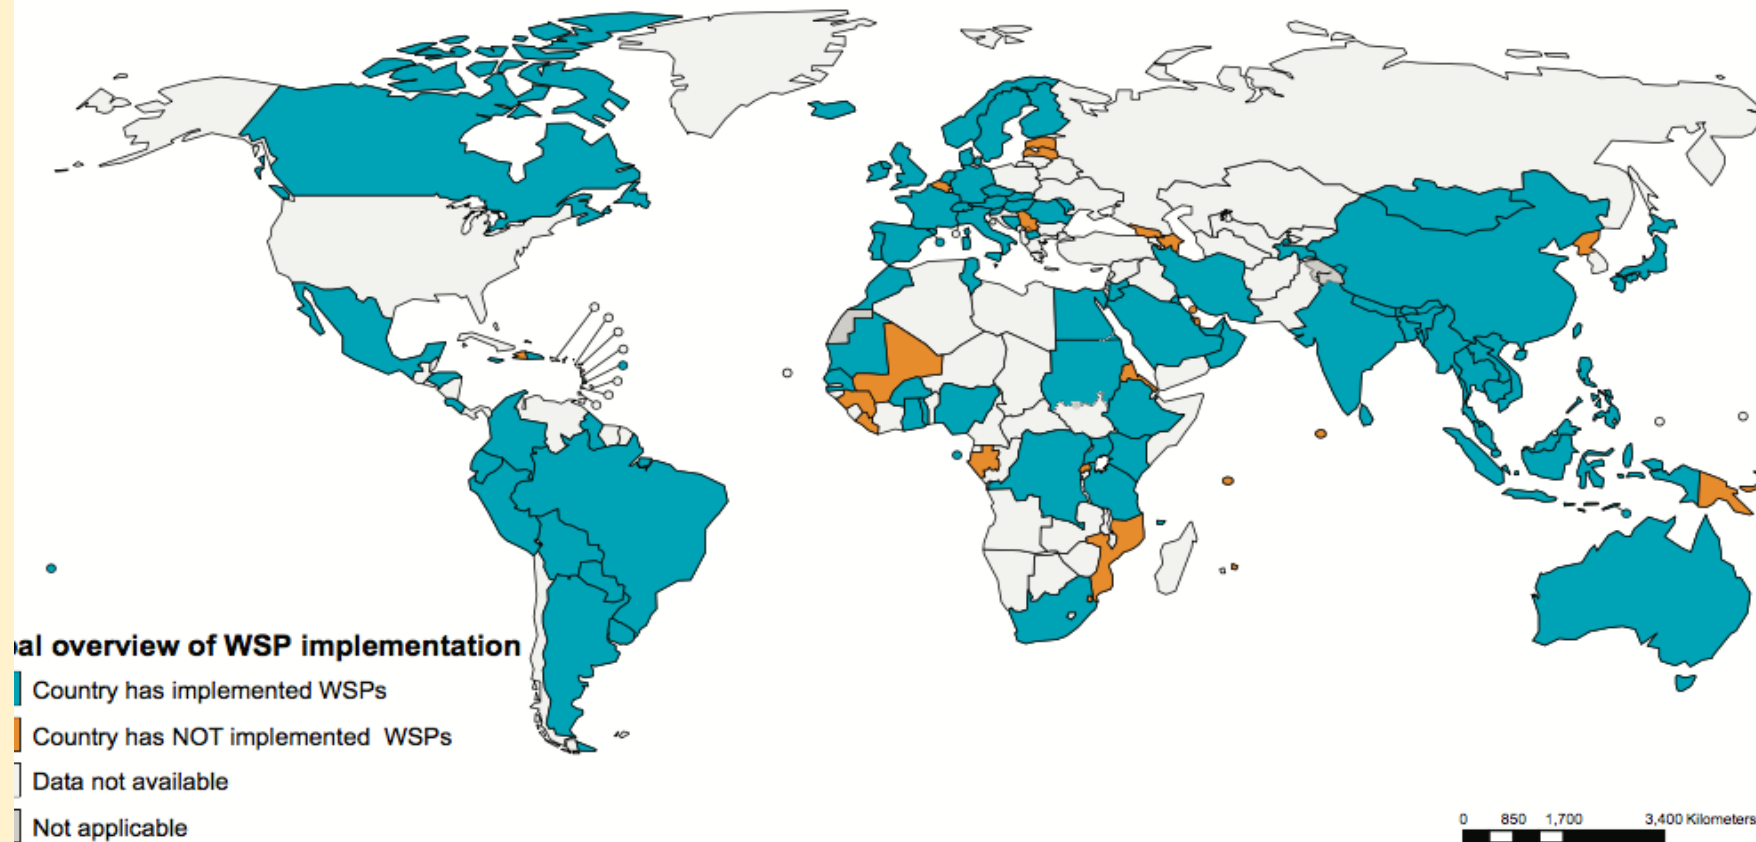 bal overview of WSP implementation
Country has implemented WSPs
Country has NOT implemented WSPs
Data not available
Not applicable
0 850 1,700 3,400 Kilometers